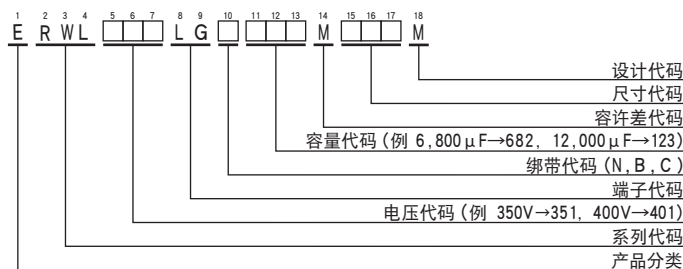 1 2 3 4 5 6 7 8 9 10 11 12 13 14 15 16 17 18
E RWL □□□ LG □ □□□ M □□□ M
设计代码
尺寸代码
容许差代码
容量代码 (例 6,800μF→682, 12,000μF→123)
绑带代码 (N,B,C)
端子代码
电压代码 (例 350V→351, 400V→401)
系列代码
产品分类